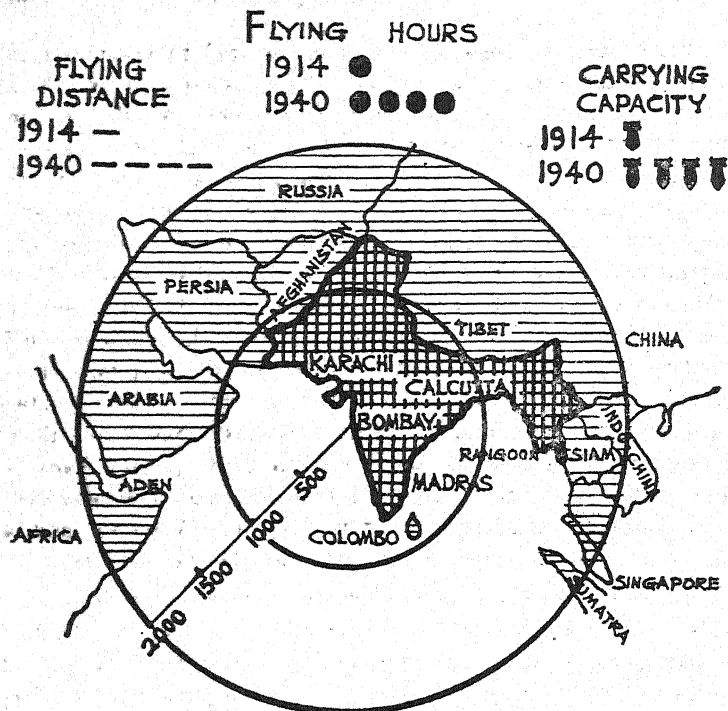 FLYING HOURS
1914
1940
FLYING
DISTANCE
1914
1940
CARRYING
CAPACITY
1914
1940
RUSSIA
AFGHANISTAN
PERSIA
TIBET
CHINA
KARACHI
CALCUTTA
ARABIA
BOMBAY
INDO CHINA
RANGOON
SIAM
ADEN
MADRAS
500
AFRICA
1000
COLOMBO
1500
SINGAPORE
SUMATRA
2000